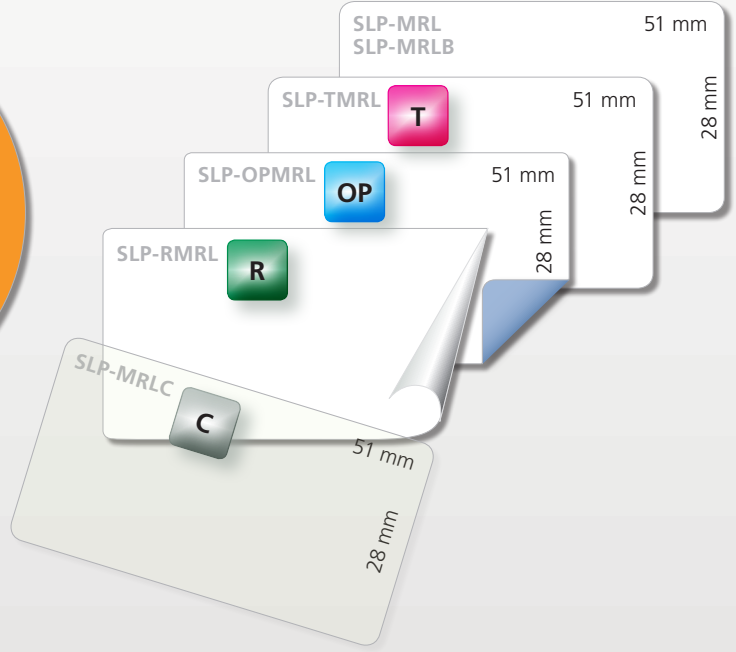 SLP-MRL
SLP-MRLB
51 mm
28 mm
SLP-TMRL
T
51 mm
28 mm
SLP-OPMRL
OP
51 mm
28 mm
SLP-RMRL
R
SLP-MRLC
C
51 mm
28 mm